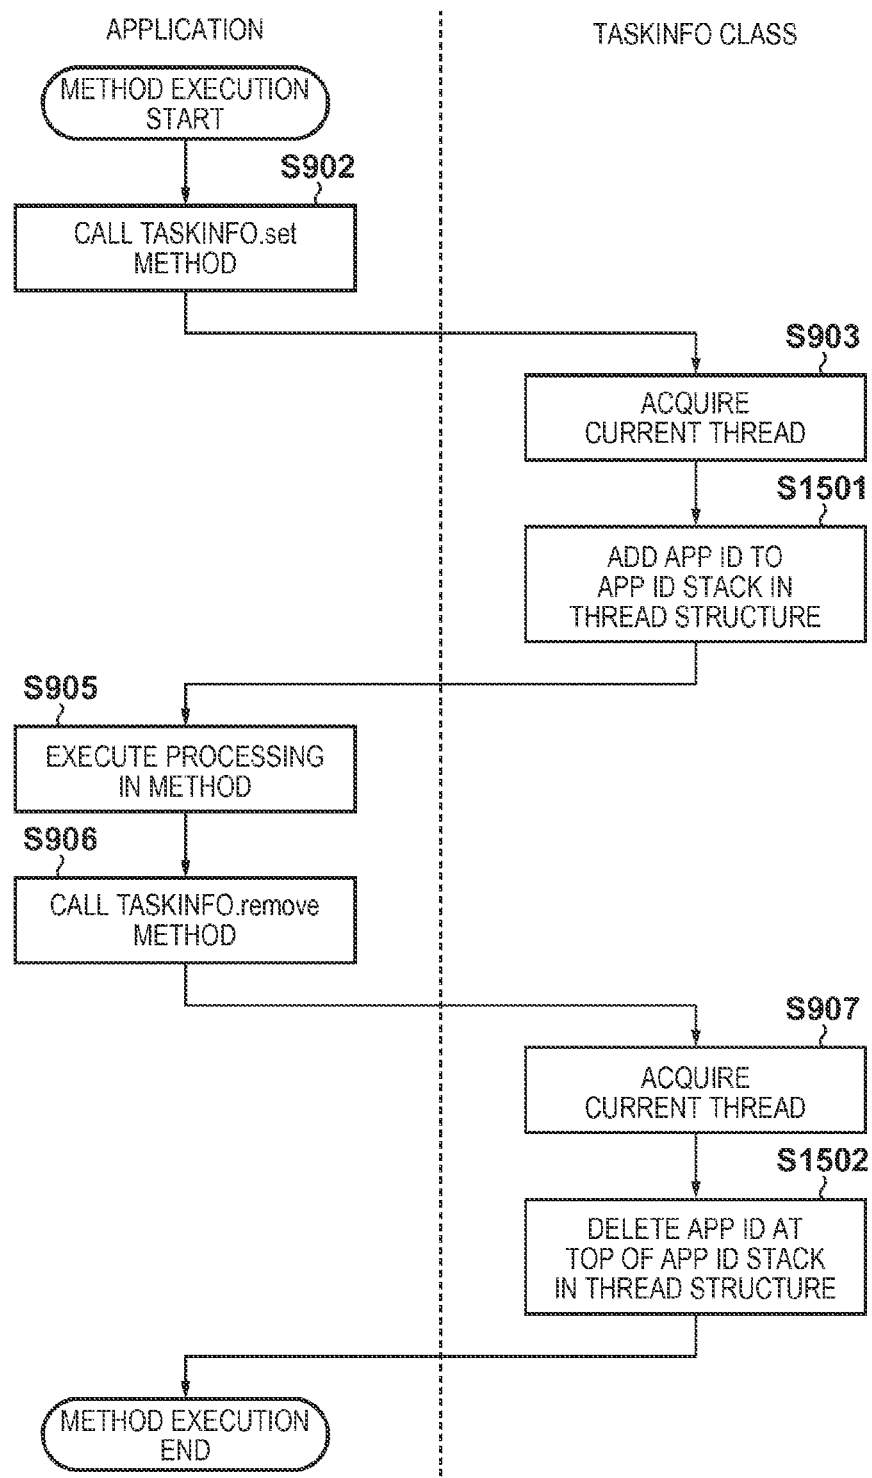 APPLICATION
TASKINFO CLASS
METHOD EXECUTION
START
S902
CALL TASKINFO.set
METHOD
S903
ACQUIRE
CURRENT THREAD
S1501
ADD APP ID TO
APP ID STACK IN
THREAD STRUCTURE
S905
EXECUTE PROCESSING
IN METHOD
S906
CALL TASKINFO.remove
METHOD
S907
ACQUIRE
CURRENT THREAD
S1502
DELETE APP ID AT
TOP OF APP ID STACK
IN THREAD STRUCTURE
METHOD EXECUTION
END